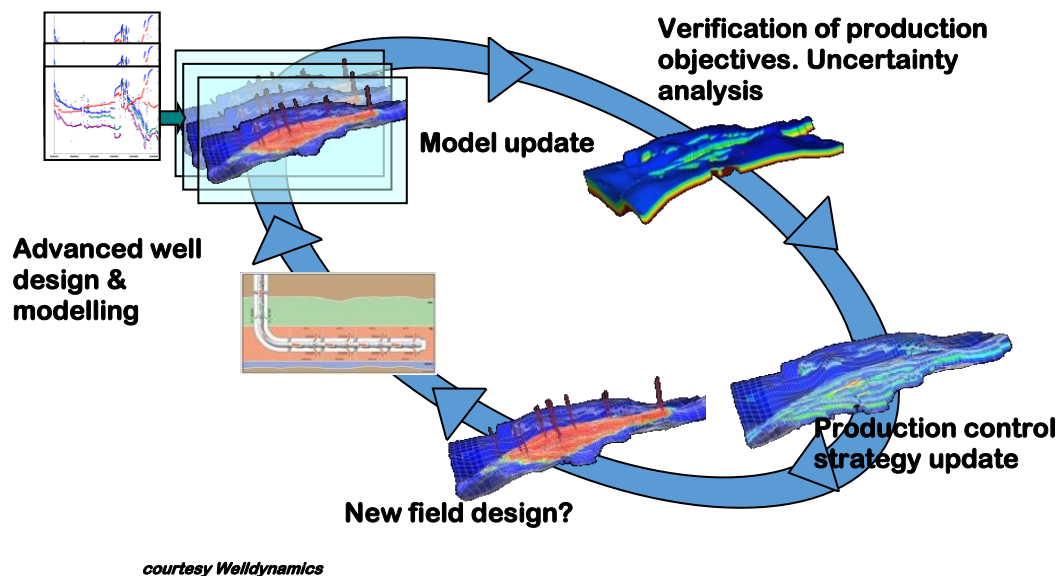 Verification of production
objectives. Uncertainty
analysis
Model update
Advanced well
design &
modelling
Production control
strategy update
New field design?
courtesy Welldynamics